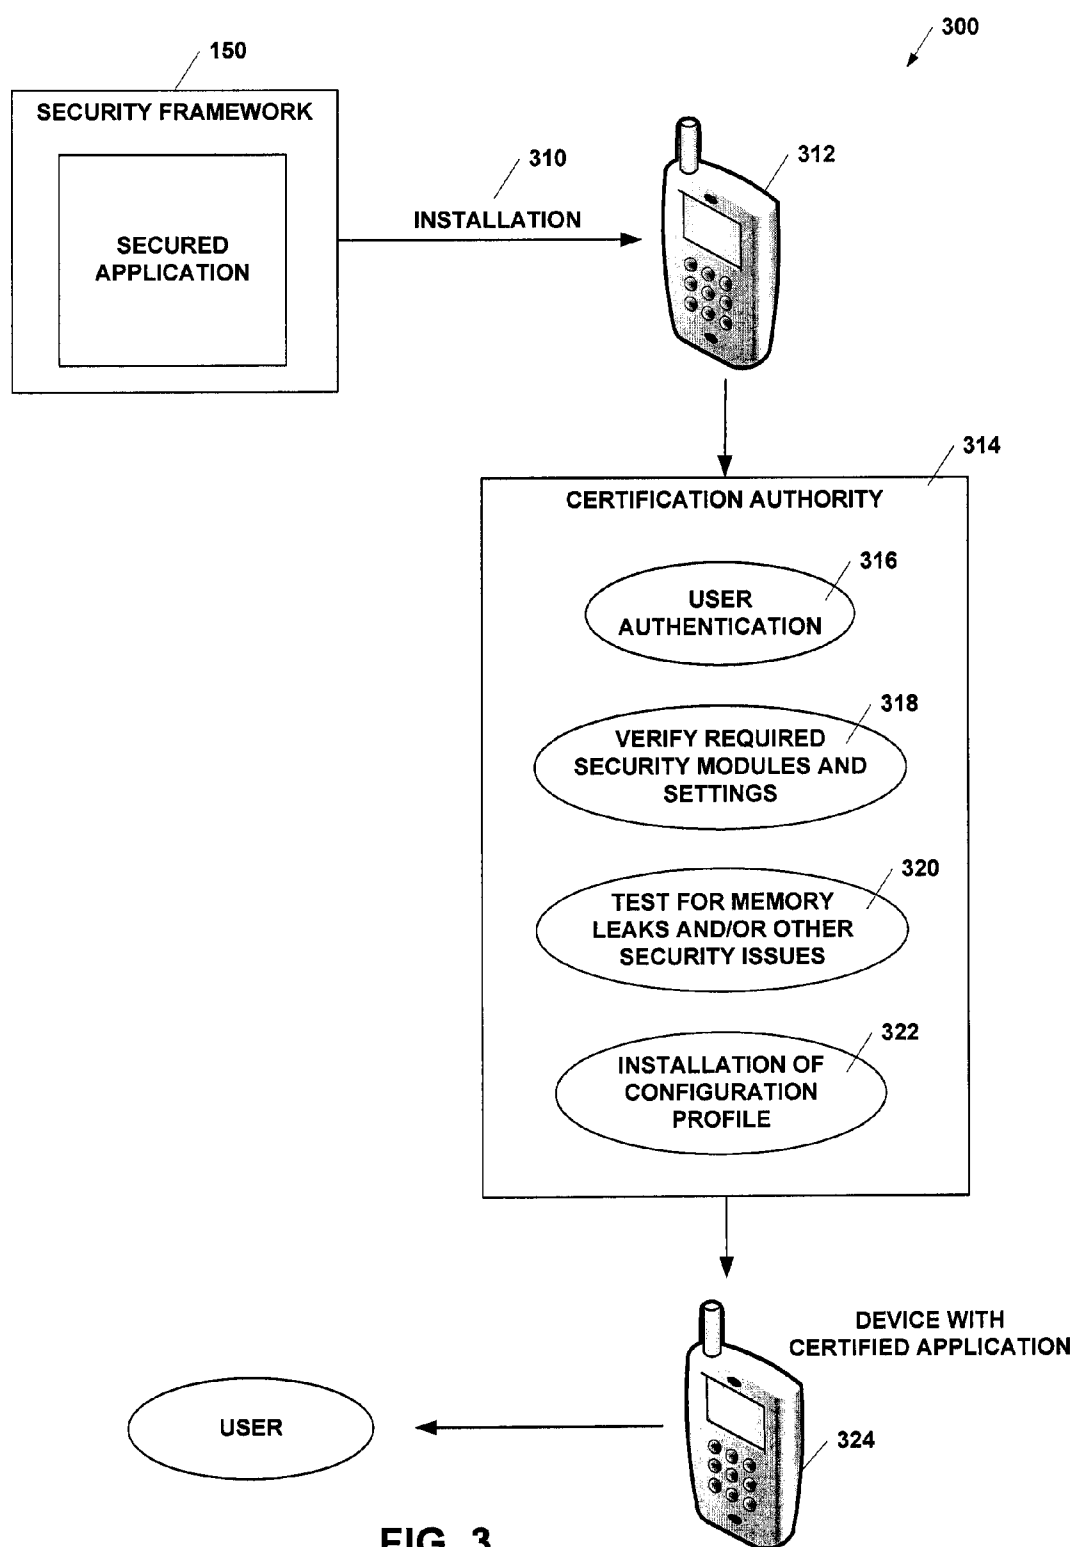 300
150
SECURITY FRAMEWORK
SECURED
APPLICATION
310
INSTALLATION
312
314
CERTIFICATION AUTHORITY
316
USER
AUTHENTICATION
318
VERIFY REQUIRED
SECURITY MODULES AND
SETTINGS
320
TEST FOR MEMORY
LEAKS AND/OR OTHER
SECURITY ISSUES
322
INSTALLATION OF
CONFIGURATION
PROFILE
DEVICE WITH
CERTIFIED APPLICATION
USER
324
FIG. 3